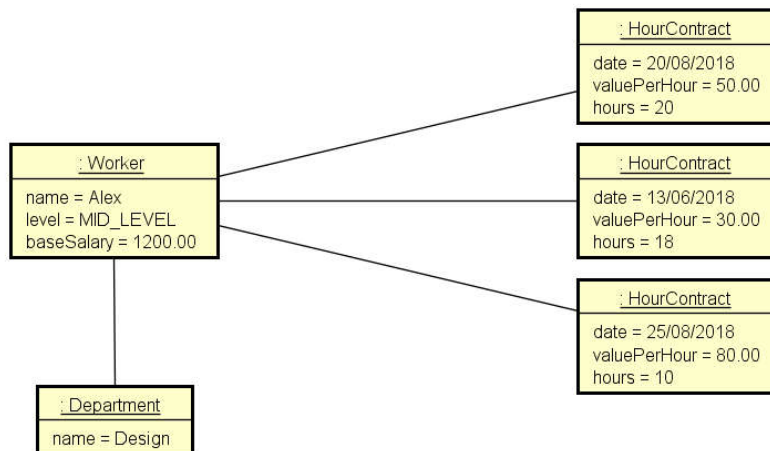 : HourContract
date = 20/08/2018
valuePerHour = 50.00
hours = 20
: Worker
name = Alex
level = MID_LEVEL
baseSalary = 1200.00
: HourContract
date = 13/06/2018
valuePerHour = 30.00
hours = 18
: HourContract
date = 25/08/2018
valuePerHour = 80.00
hours = 10
: Department
name = Design